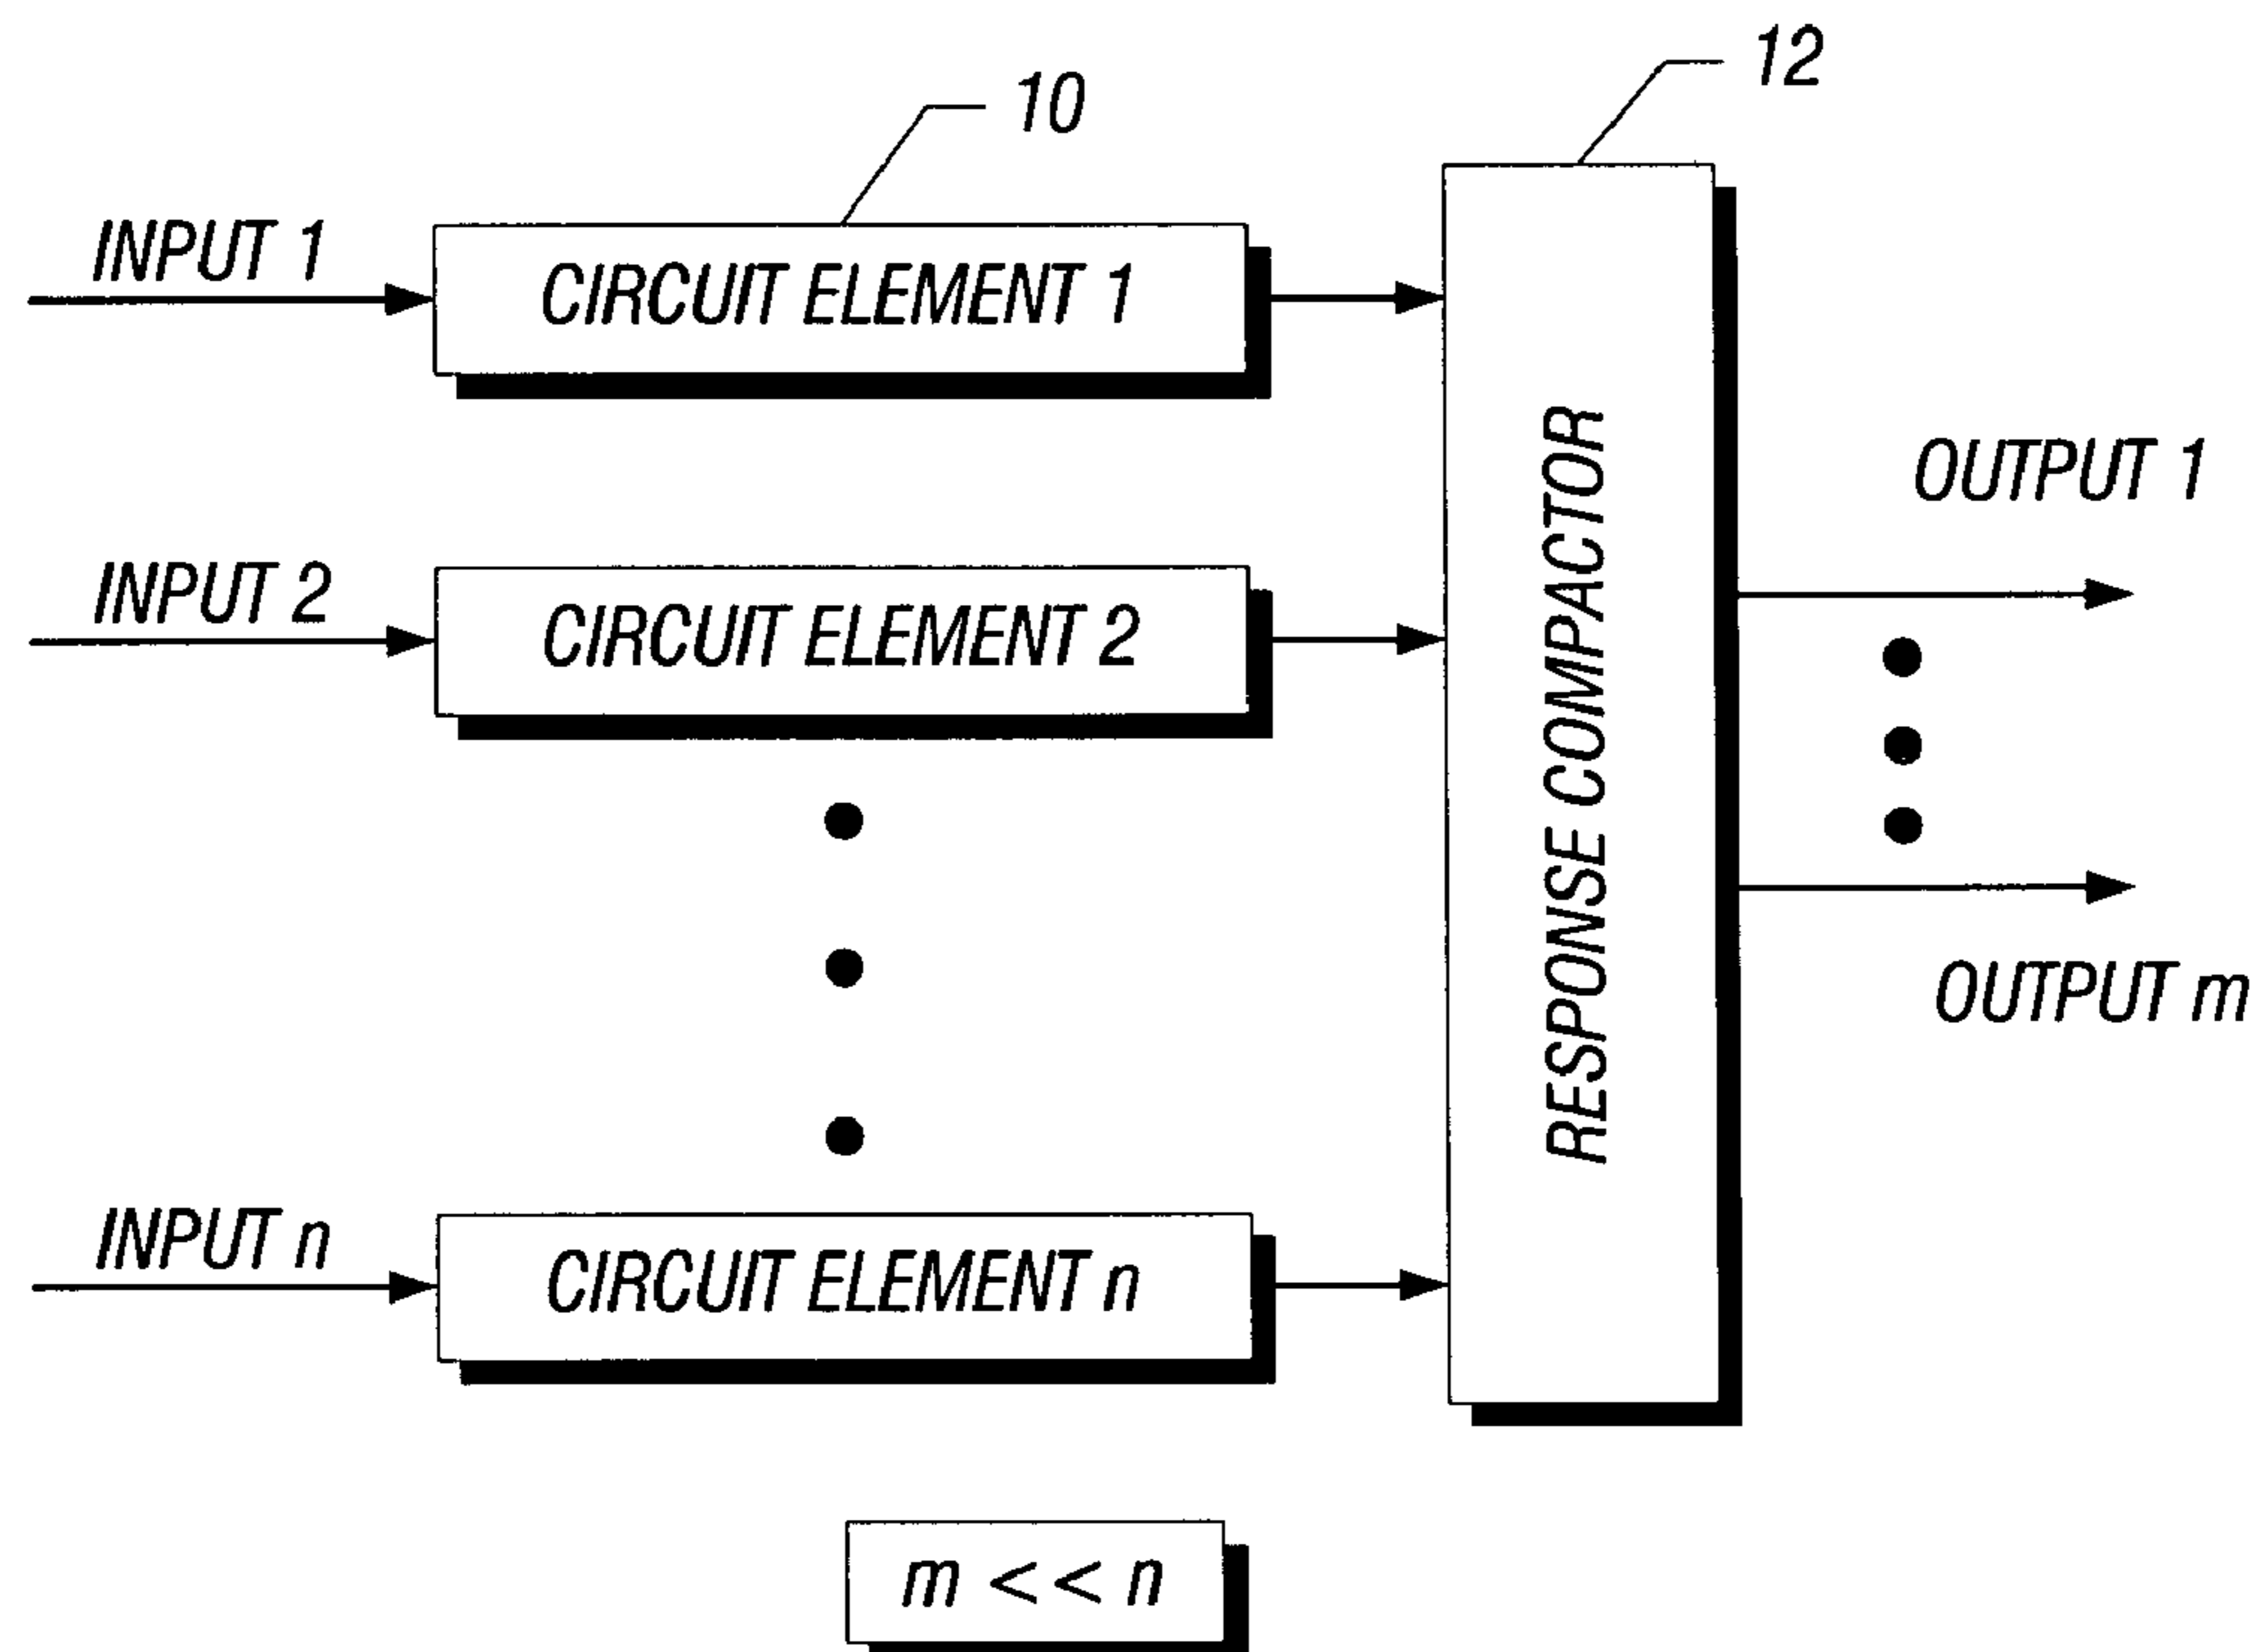 12
10
INPUT 1
CIRCUIT ELEMENT 1
OUTPUT 1
INPUT 2
CIRCUIT ELEMENT 2
RESPONSE COMPACTOR
OUTPUT m
INPUT n
CIRCUIT ELEMENT n
m << n